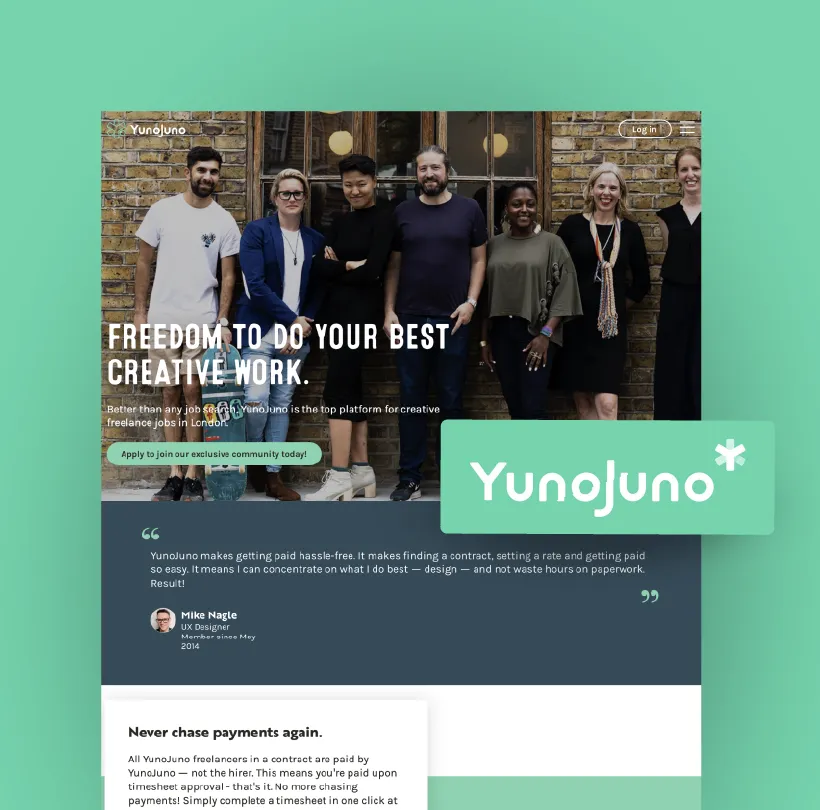 YunoJuno
Log in
FREEDOM TO DO YOUR BEST
CREATIVE WORK.
Better than any job search, YunoJuno is the top platform for creative
freelance jobs in London.
Apply to join our exclusive community today!
YunoJuno
“
YunoJuno makes getting paid hassle-free. It makes finding a contract, setting a rate and getting paid
so easy. It means I can concentrate on what I do best — design — and not waste hours on paperwork.
Result!
”
Mike Nagle
UX Designer
Member since May
2014
Never chase payments again.
All YunoJuno freelancers in a contract are paid by
YunoJuno — not the hirer. This means you're paid upon
timesheet approval - that's it. No more chasing
payments! Simply complete a timesheet in one click at